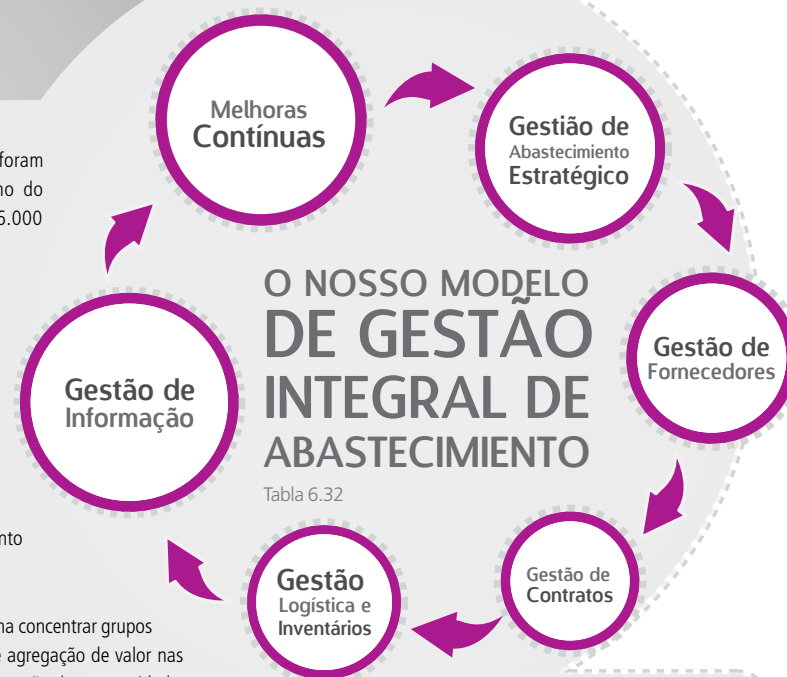 foram
no do
5.000
Melhoras
Contínuas
Gestião de
Abastecimiento
Estratégico
Gestão de
Fornecedores
Gestão de
Contratos
Gestão
Logística e
Inventários
Gestão de
Informação
O NOSSO MODELO
DE GESTÃO
INTEGRAL DE
ABASTECIMIENTO
Tabla 6.32
nto
na concentrar grupos
e agregação de valor nas